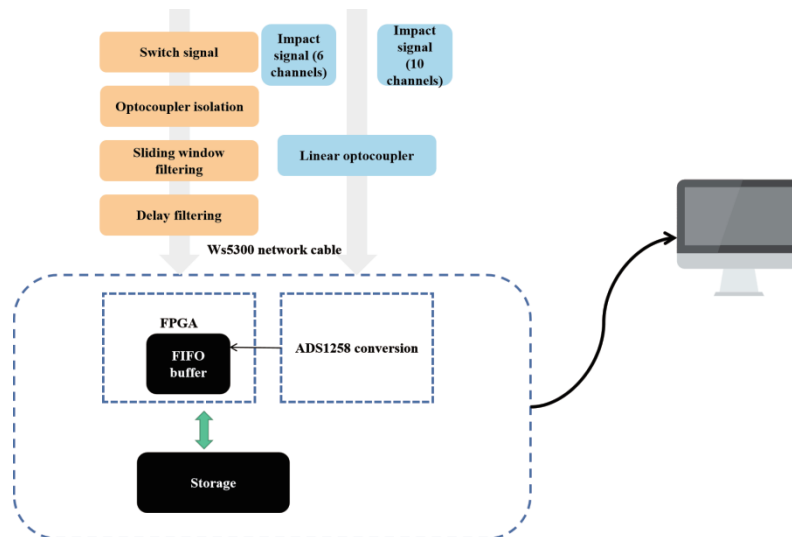 Switch signal
Impact
signal (6
channels)
Impact
signal
(10
channels)
Optocoupler isolation
Sliding window
filtering
Linear optocoupler
Delay filtering
Ws5300 network cable
FPGA
FIFO
buffer
ADS1258 conversion
Storage